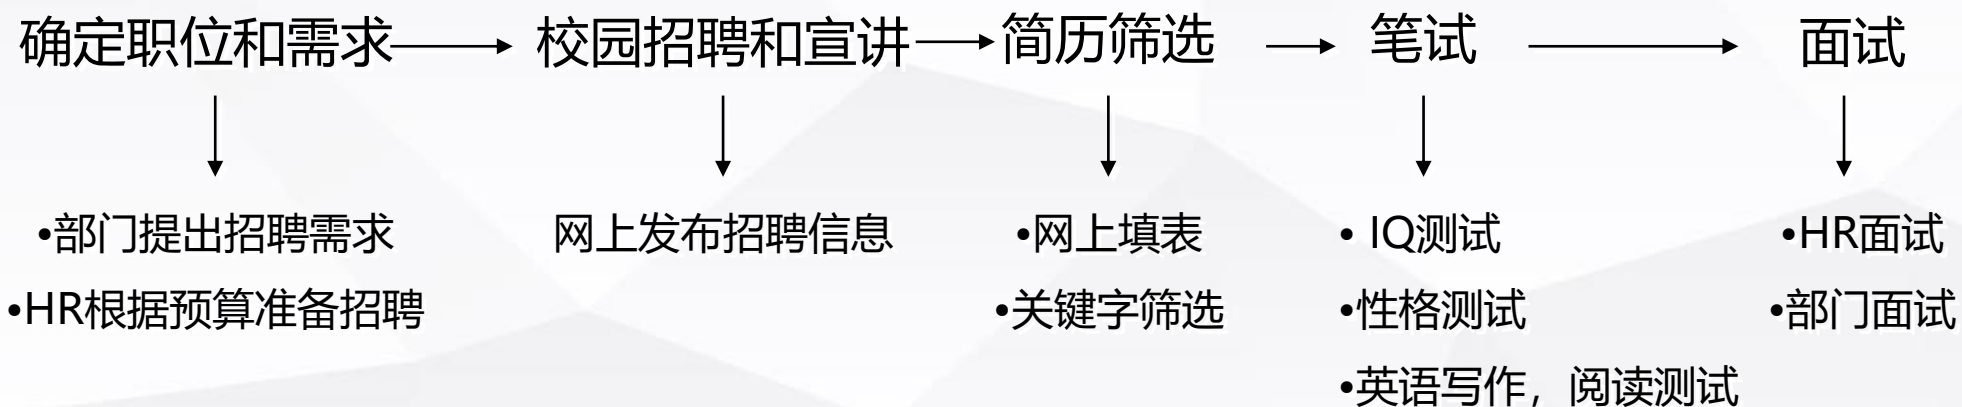 确定职位和需求
校园招聘和宣讲
简历筛选
笔试
面试
•部门提出招聘需求
•HR根据预算准备招聘
网上发布招聘信息
•网上填表
•关键字筛选
• IQ测试
•性格测试
•英语写作，阅读测试
•HR面试
•部门面试